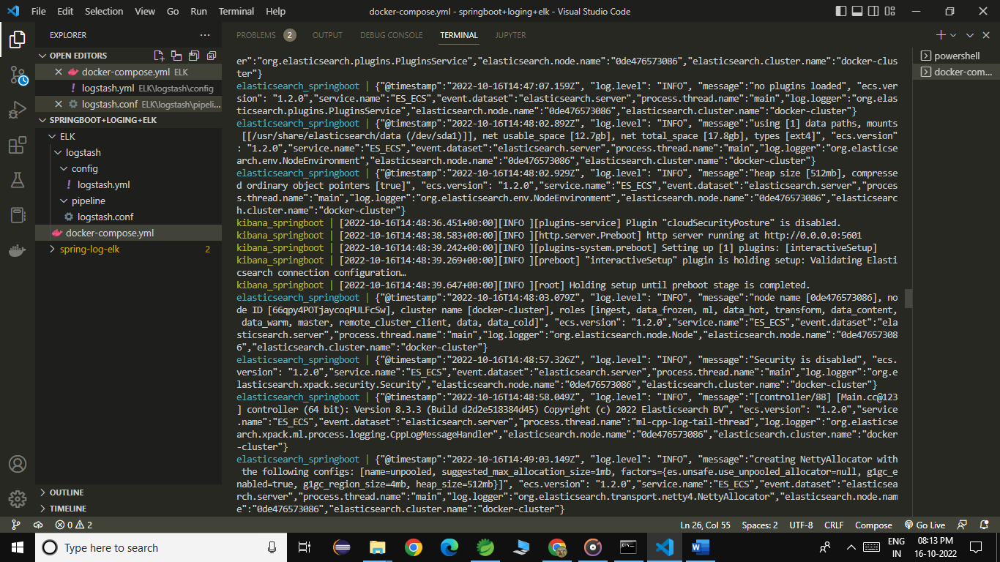 File Edit Selection View Go Run Terminal Help
docker-compose.yml - springboot+loging+elk - Visual Studio Code
EXPLORER
OPEN EDITORS
docker-compose.yml ELK
! logstash.yml ELK\logstash\config
logstash.conf ELK\logstash\pipeli...
SPRINGBOOT+LOGING+ELK
ELK
logstash
config
! logstash.yml
pipeline
logstash.conf
docker-compose.yml
spring-log-elk 2
OUTLINE
TIMELINE
PROBLEMS 2 OUTPUT DEBUG CONSOLE TERMINAL JUPYTER
er":"org.elasticsearch.plugins.PluginsService","elasticsearch.node.name":"0de476573086","elasticsearch.cluster.name":"docker-clus
ter"}
elasticsearch_springboot | {"@timestamp":"2022-10-16T14:47:07.159Z", "log.level": "INFO", "message":"no plugins loaded", "ecs.ver
sion": "1.2.0","service.name":"ES_ECS","event.dataset":"elasticsearch.server","process.thread.name":"main","log.logger":"org.elas
ticsearch.plugins.PluginsService","elasticsearch.node.name":"0de476573086","elasticsearch.cluster.name":"docker-cluster"}
elasticsearch_springboot | {"@timestamp":"2022-10-16T14:48:02.892Z", "log.level": "INFO", "message":"using [1] data paths, mounts
[[/usr/share/elasticsearch/data (/dev/sda1)]], net usable_space [12.7gb], net total_space [17.8gb], types [ext4]", "ecs.version"
: "1.2.0","service.name":"ES_ECS","event.dataset":"elasticsearch.server","process.thread.name":"main","log.logger":"org.elasticse
arch.env.NodeEnvironment","elasticsearch.node.name":"0de476573086","elasticsearch.cluster.name":"docker-cluster"}
elasticsearch_springboot | {"@timestamp":"2022-10-16T14:48:02.929Z", "log.level": "INFO", "message":"heap size [512mb], compresse
d ordinary object pointers [true]", "ecs.version": "1.2.0","service.name":"ES_ECS","event.dataset":"elasticsearch.server","proces
s.thread.name":"main","log.logger":"org.elasticsearch.env.NodeEnvironment","elasticsearch.node.name":"0de476573086","elasticsearc
h.cluster.name":"docker-cluster"}
kibana_springboot | [2022-10-16T14:48:36.451+00:00][INFO ][plugins-service] Plugin "cloudSecurityPosture" is disabled.
kibana_springboot | [2022-10-16T14:48:38.583+00:00][INFO ][http.server.Preboot] http server running at http://0.0.0.0:5601
kibana_springboot | [2022-10-16T14:48:39.242+00:00][INFO ][plugins-system.preboot] Setting up [1] plugins: [interactiveSetup]
kibana_springboot | [2022-10-16T14:48:39.269+00:00][INFO ][preboot] "interactiveSetup" plugin is holding setup: Validating Elasti
csearch connection configuration…
kibana_springboot | [2022-10-16T14:48:39.647+00:00][INFO ][root] Holding setup until preboot stage is completed.
elasticsearch_springboot | {"@timestamp":"2022-10-16T14:48:03.079Z", "log.level": "INFO", "message":"node name [0de476573086], no
de ID [66qpy4POTjaycoqPULFcSw], cluster name [docker-cluster], roles [ingest, data_frozen, ml, data_hot, transform, data_content,
data_warm, master, remote_cluster_client, data, data_cold]", "ecs.version": "1.2.0","service.name":"ES_ECS","event.dataset":"ela
sticsearch.server","process.thread.name":"main","log.logger":"org.elasticsearch.node.Node","elasticsearch.node.name":"0de47657308
6","elasticsearch.cluster.name":"docker-cluster"}
elasticsearch_springboot | {"@timestamp":"2022-10-16T14:48:57.326Z", "log.level": "INFO", "message":"Security is disabled", "ecs.
version": "1.2.0","service.name":"ES_ECS","event.dataset":"elasticsearch.server","process.thread.name":"main","log.logger":"org.e
lasticsearch.xpack.security.Security","elasticsearch.node.name":"0de476573086","elasticsearch.cluster.name":"docker-cluster"}
elasticsearch_springboot | {"@timestamp":"2022-10-16T14:48:58.049Z", "log.level": "INFO", "message":"[controller/88] [Main.cc@123
] controller (64 bit): Version 8.3.3 (Build d2d2e518384d45) Copyright (c) 2022 Elasticsearch BV", "ecs.version": "1.2.0","service
.name":"ES_ECS","event.dataset":"elasticsearch.server","process.thread.name":"ml-cpp-log-tail-thread","log.logger":"org.elasticse
arch.xpack.ml.process.logging.CppLogMessageHandler","elasticsearch.node.name":"0de476573086","elasticsearch.cluster.name":"docker
-cluster"}
elasticsearch_springboot | {"@timestamp":"2022-10-16T14:49:03.149Z", "log.level": "INFO", "message":"creating NettyAllocator with
the following configs: [name=unpooled, suggested_max_allocation_size=1mb, factors={es.unsafe.use_unpooled_allocator=null, g1gc_e
nabled=true, g1gc_region_size=4mb, heap_size=512mb}]", "ecs.version": "1.2.0","service.name":"ES_ECS","event.dataset":"elasticsea
rch.server","process.thread.name":"main","log.logger":"org.elasticsearch.transport.netty4.NettyAllocator","elasticsearch.node.nam
e":"0de476573086","elasticsearch.cluster.name":"docker-cluster"}
powershell
docker-com...
0 2
Ln 26, Col 55 Spaces: 2 UTF-8 CRLF Compose Go Live
Type here to search
ENG
IN
08:13 PM
16-10-2022